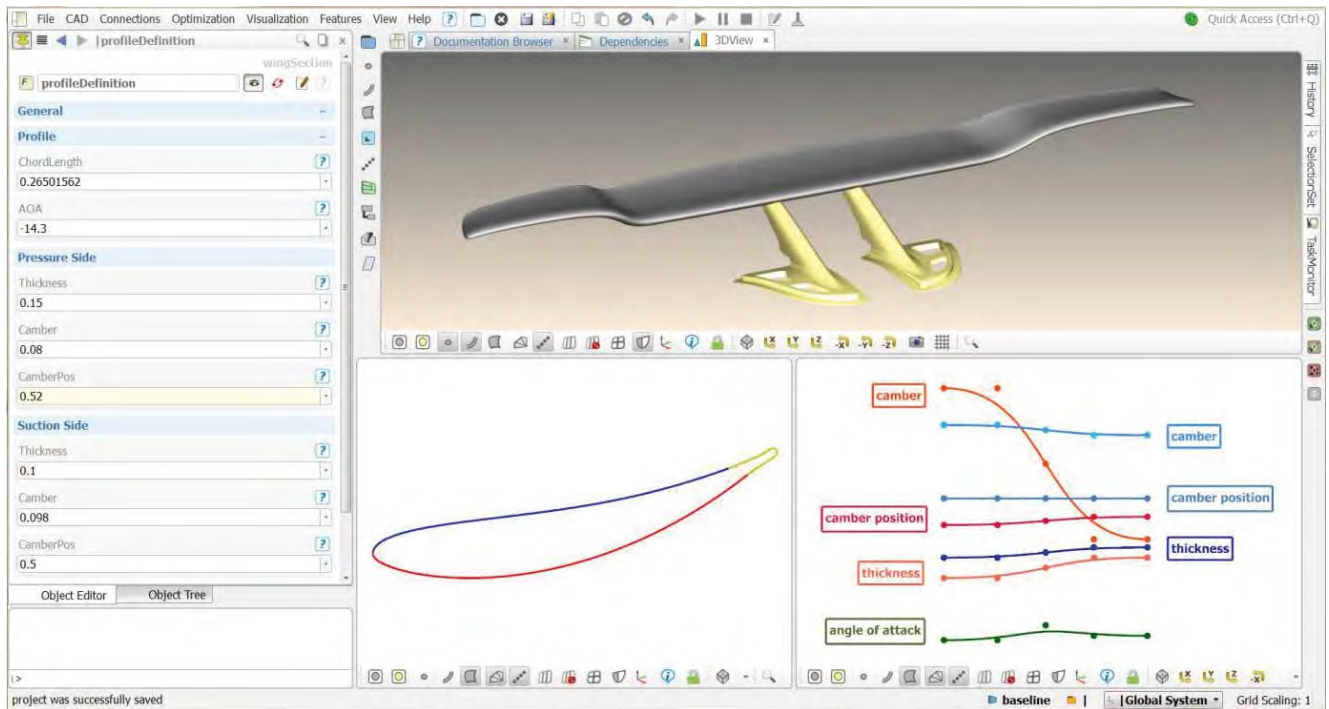 File CAD Connections Optimization Visualization Features View Help ? Quick Access (Ctrl+Q)
|profileDefinition
? Documentation Browser Dependencies 3DView
wingSection
F profileDefinition
General
Profile
ChordLength ?
0.26501562
AOA ?
-14.3
Pressure Side
Thickness ?
0.15
Camber ?
0.08
CamberPos ?
0.52
Suction Side
Thickness ?
0.1
Camber ?
0.098
CamberPos ?
0.5
Object Editor Object Tree
|>
History
SelectionSet
TaskMonitor
X Y Z -X -Y -Z
camber
camber
camber position
camber position
thickness
thickness
angle of attack
X Y Z -X
project was successfully saved baseline | |Global System Grid Scaling: 1